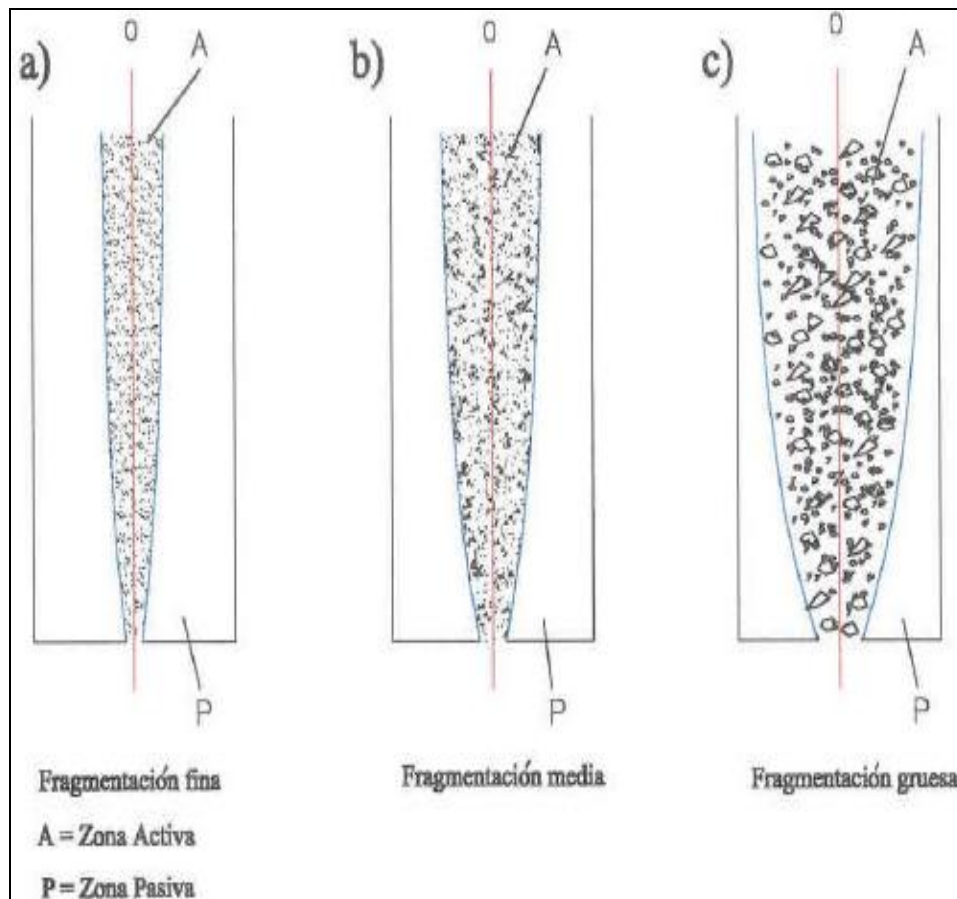 O
A
a)
P
Fragmentación fina
O
A
b)
P
Fragmentación media
O
A
c)
P
Fragmentación gruesa
A = Zona Activa
P = Zona Pasiva